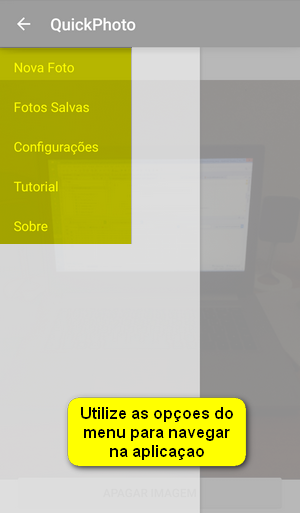 QuickPhoto
Nova Foto
Fotos Salvas
Configurações
Tutorial
Sobre
Utilize as opçoes do
menu para navegar
na aplicaçao
APAGAR IMAGEM